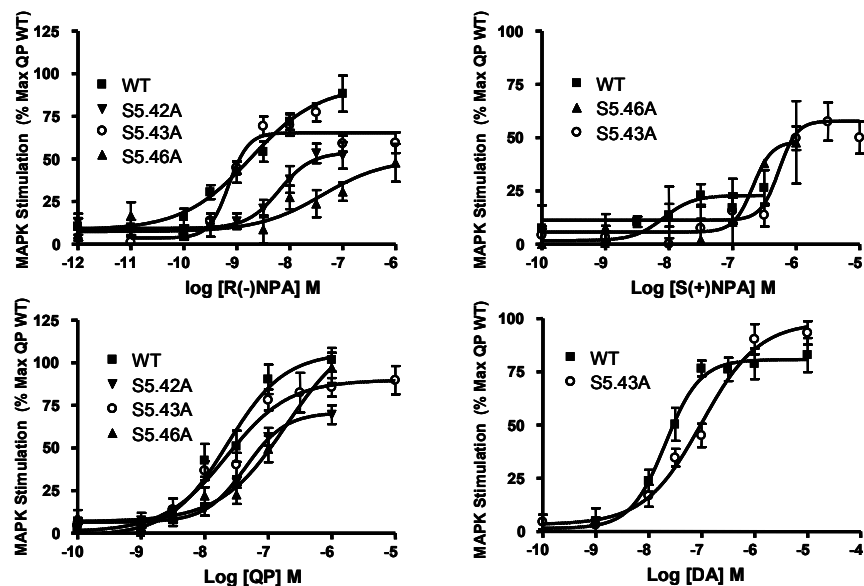 MAPK Stimulation (% Max QP WT)
125
100
75
50
25
0
WT
S5.42A
S5.43A
S5.46A
-12 -11 -10 -9 -8 -7 -6
log [R(-)NPA] M
MAPK Stimulation (% Max QP WT)
100
75
50
25
0
WT
S5.46A
S5.43A
-10 -9 -8 -7 -6 -5
Log [S(+)NPA] M
MAPK Stimulation (% Max QP WT)
125
100
75
50
25
0
WT
S5.42A
S5.43A
S5.46A
-10 -9 -8 -7 -6 -5
Log [QP] M
MAPK Stimulation (% Max QP WT)
100
75
50
25
0
WT
S5.43A
-10 -9 -8 -7 -6 -5 -4
Log [DA] M